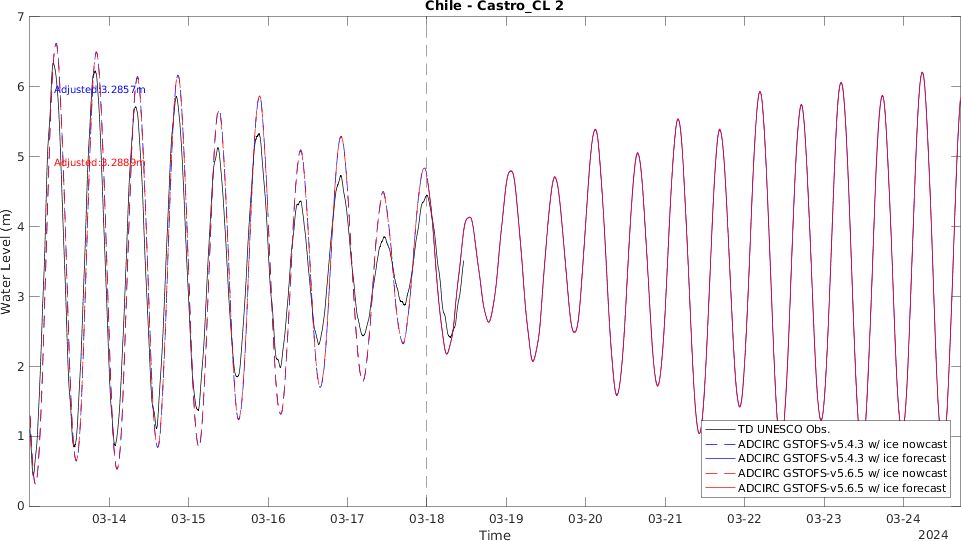 Chile - Castro_CL 2
7
6
5
4
3
2
1
0
Water Level (m)
Adjusted:3.2857m
Adjusted:3.2889m
TD UNESCO Obs.
ADCIRC GSTOFS-v5.4.3 w/ ice nowcast
ADCIRC GSTOFS-v5.4.3 w/ ice forecast
ADCIRC GSTOFS-v5.6.5 w/ ice nowcast
ADCIRC GSTOFS-v5.6.5 w/ ice forecast
03-14 03-15 03-16 03-17 03-18 03-19 03-20 03-21 03-22 03-23 03-24
Time
2024